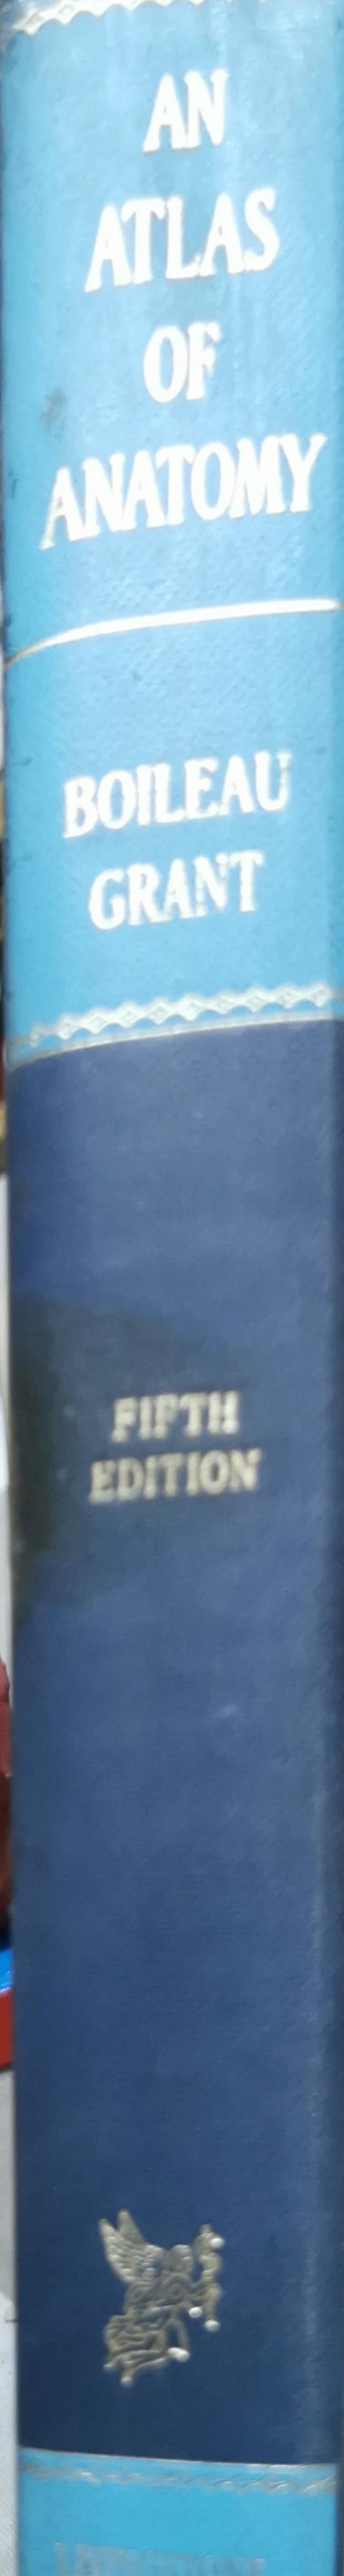 AN
ATLAS
OF
ANATOMY
BOILEAU
GRANT
FIFTH
EDITION